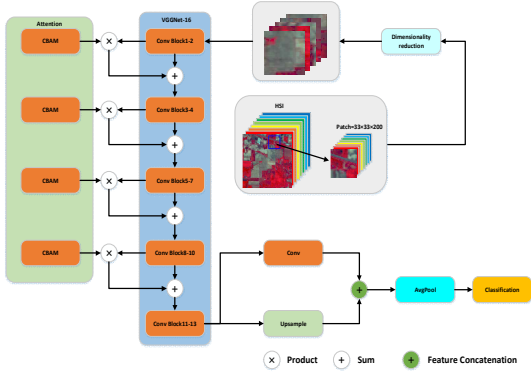 Attention
VGGNet-16
CBAM
Conv Block1-2
Dimensionality
reduction
CBAM
Conv Block3-4
HSI
Patch=33×33×200
CBAM
Conv Block5-7
CBAM
Conv Block8-10
Conv
AvgPool
Classification
Conv Block11-13
Upsample
Product
Sum
Feature Concatenation